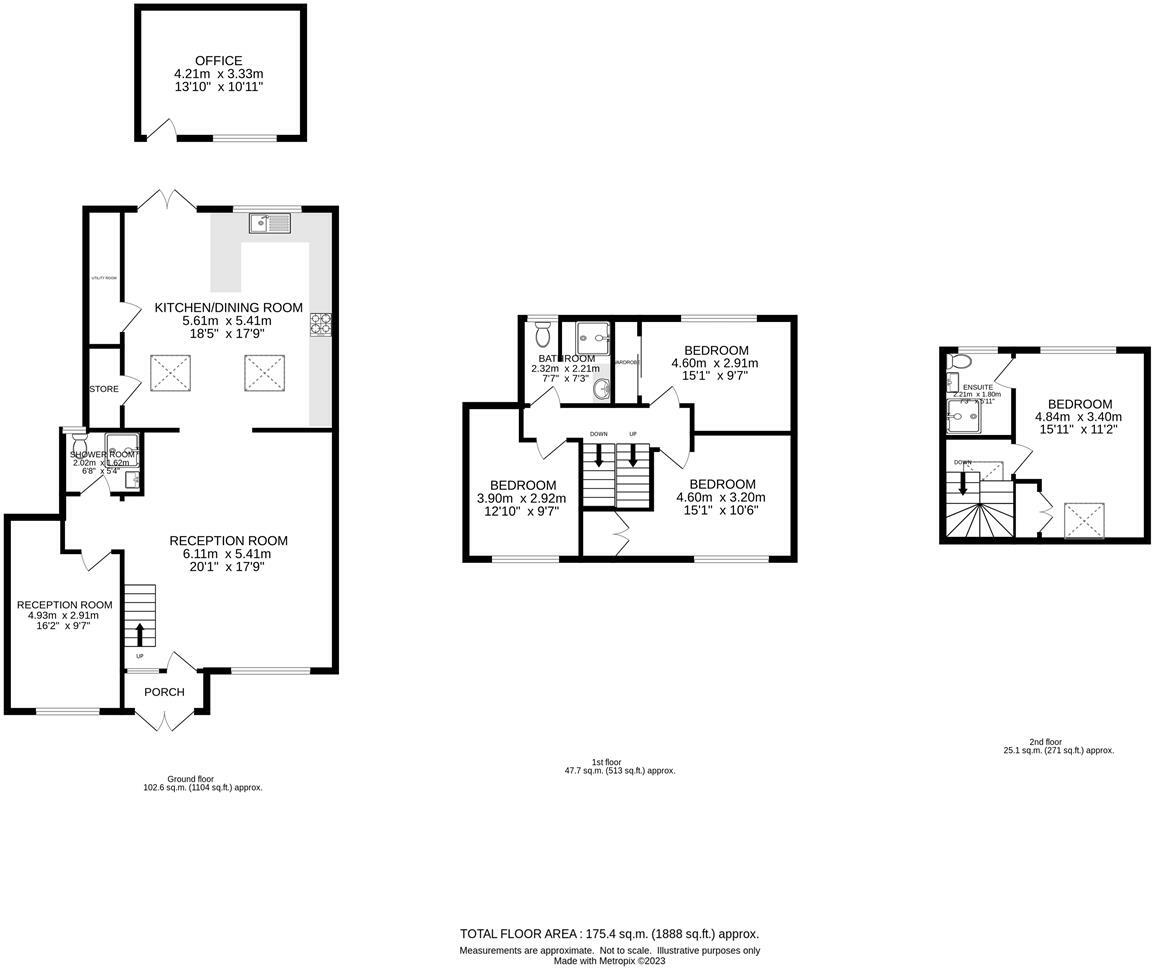 OFFICE
4.21m x 3.33m
13'10" x 10'11"
UTILITY ROOM
KITCHEN/DINING ROOM
5.61m x 5.41m
18'5" x 17'9"
STORE
SHOWER ROOM
2.02m x 1.62m
6'8" x 5'4"
RECEPTION ROOM
6.11m x 5.41m
20'1" x 17'9"
RECEPTION ROOM
4.93m x 2.91m
16'2" x 9'7"
UP
PORCH
Ground floor
102.6 sq.m. (1104 sq.ft.) approx.
BATHROOM
2.32m x 2.21m
7'7" x 7'3"
WARDROBE
BEDROOM
4.60m x 2.91m
15'1" x 9'7"
DOWN
UP
BEDROOM
3.90m x 2.92m
12'10" x 9'7"
BEDROOM
4.60m x 3.20m
15'1" x 10'6"
1st floor
47.7 sq.m. (513 sq.ft.) approx.
ENSUITE
2.21m x 1.80m
7'3" x 5'11"
BEDROOM
4.84m x 3.40m
15'11" x 11'2"
DOWN
2nd floor
25.1 sq.m. (271 sq.ft.) approx.
TOTAL FLOOR AREA : 175.4 sq.m. (1888 sq.ft.) approx.
Measurements are approximate. Not to scale. Illustrative purposes only
Made with Metropix ©2023